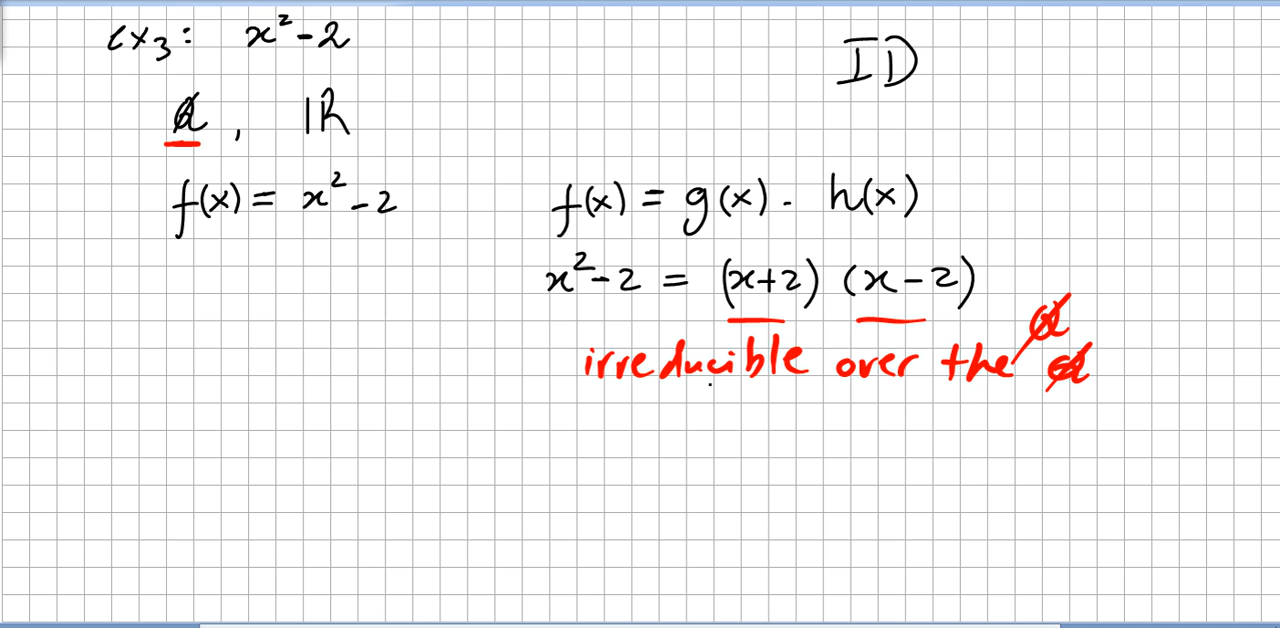 ex3: x² - 2
ID
ℚ, ℝ
f(x) = x² - 2
f(x) = g(x) . h(x)
x² - 2 = (x+2) (x-2)
irreducible over the ℚ
ℚ